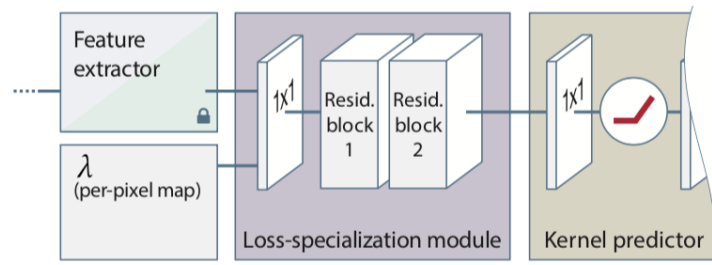 Feature
extractor
λ
(per-pixel map)
1x1
Resid.
block
1
Resid.
block
2
Loss-specialization module
1x1
Kernel predictor